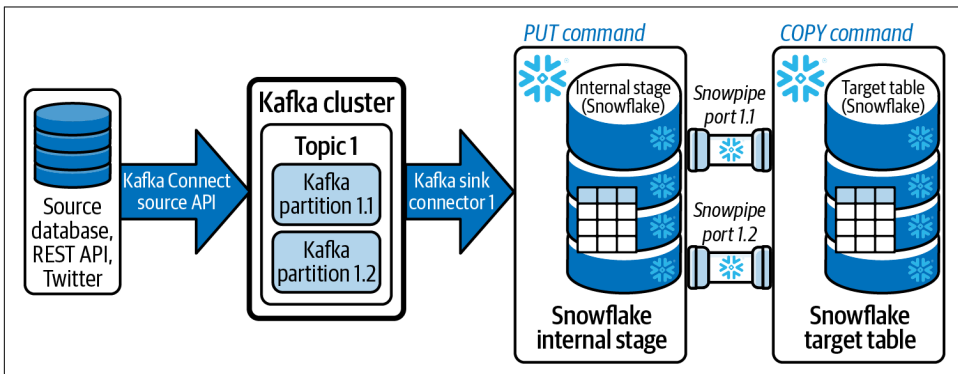 Source
database,
REST API,
Twitter
Kafka Connect
source API
Kafka cluster
Topic 1
Kafka
partition 1.1
Kafka
partition 1.2
Kafka sink
connector 1
PUT command
Internal stage
(Snowflake)
Snowflake
internal stage
Snowpipe
port 1.1
Snowpipe
port 1.2
COPY command
Target table
(Snowflake)
Snowflake
target table